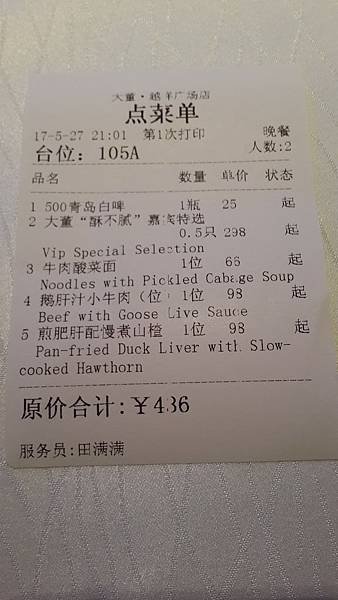 大董·越洋广场店
点菜单
17-5-27 21:01 第1次打印 晚餐
台位: 105A 人数:2
品名 数量 单价 状态
1 500青岛白啤 1瓶 25 起
2 大董“酥不腻”嘉宾特选
0.5只 298 起
Vip Special Selection
3 牛肉酸菜面 1位 66 起
Noodles with Pickled Cabage Soup
4 鹅肝汁小牛肉(位) 1位 98 起
Beef with Goose Live Sauce
5 煎肥肝配慢煮山楂 1位 98 起
Pan-fried Duck Liver with Slow-
cooked Hawthorn
原价合计:¥436
服务员:田满满